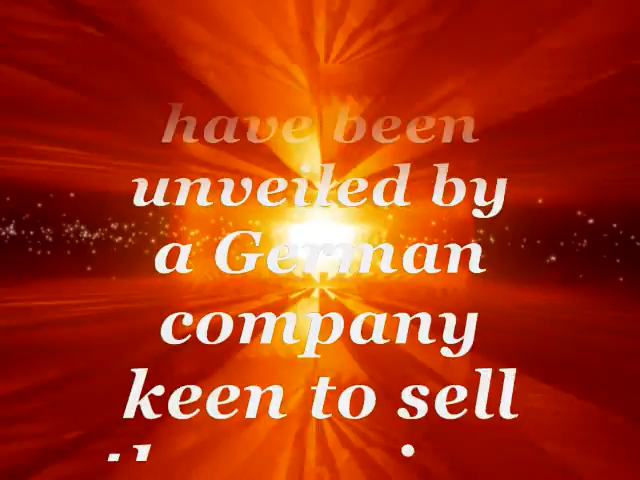 have been
unveiled by
a German
company
keen to sell